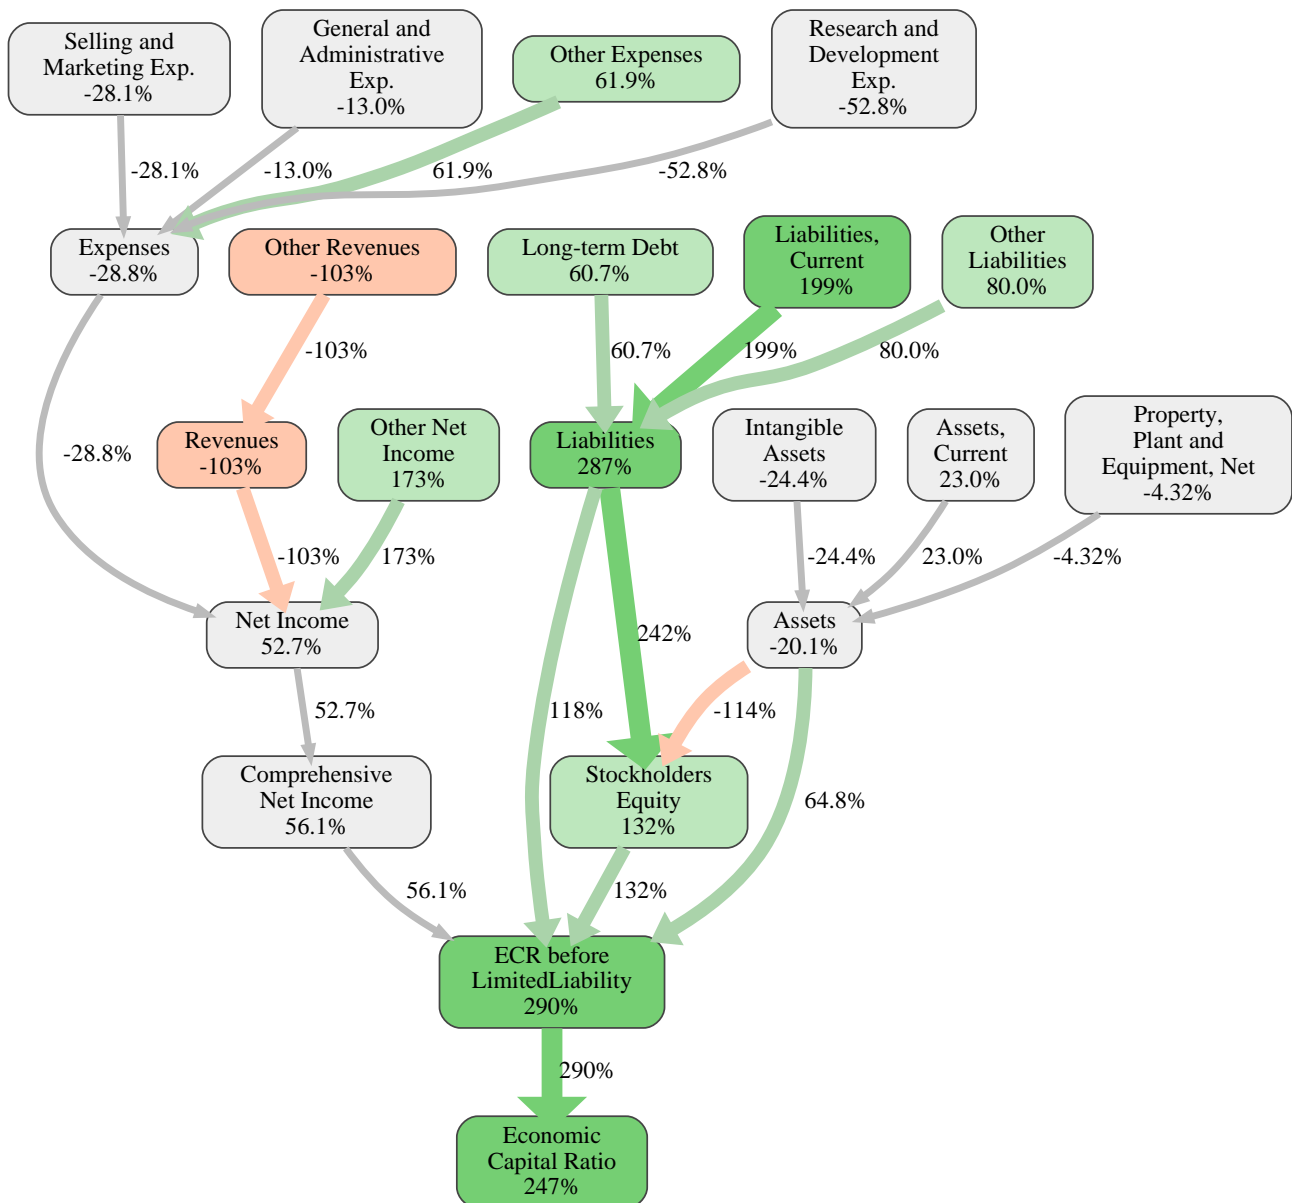 Selling and
Marketing Exp.
-28.1%
General and
Administrative
Exp.
-13.0%
Other Expenses
61.9%
Research and
Development
Exp.
-52.8%
-28.1%
-13.0%
61.9%
-52.8%
Expenses
-28.8%
Other Revenues
-103%
Long-term Debt
60.7%
Liabilities,
Current
199%
Other
Liabilities
80.0%
-103%
60.7%
199%
80.0%
-28.8%
Revenues
-103%
Other Net
Income
173%
Liabilities
287%
Intangible
Assets
-24.4%
Assets,
Current
23.0%
Property,
Plant and
Equipment, Net
-4.32%
-103%
173%
-24.4%
23.0%
-4.32%
Net Income
52.7%
242%
Assets
-20.1%
52.7%
118%
-114%
Comprehensive
Net Income
56.1%
Stockholders
Equity
132%
64.8%
56.1%
132%
ECR before
LimitedLiability
290%
290%
Economic
Capital Ratio
247%